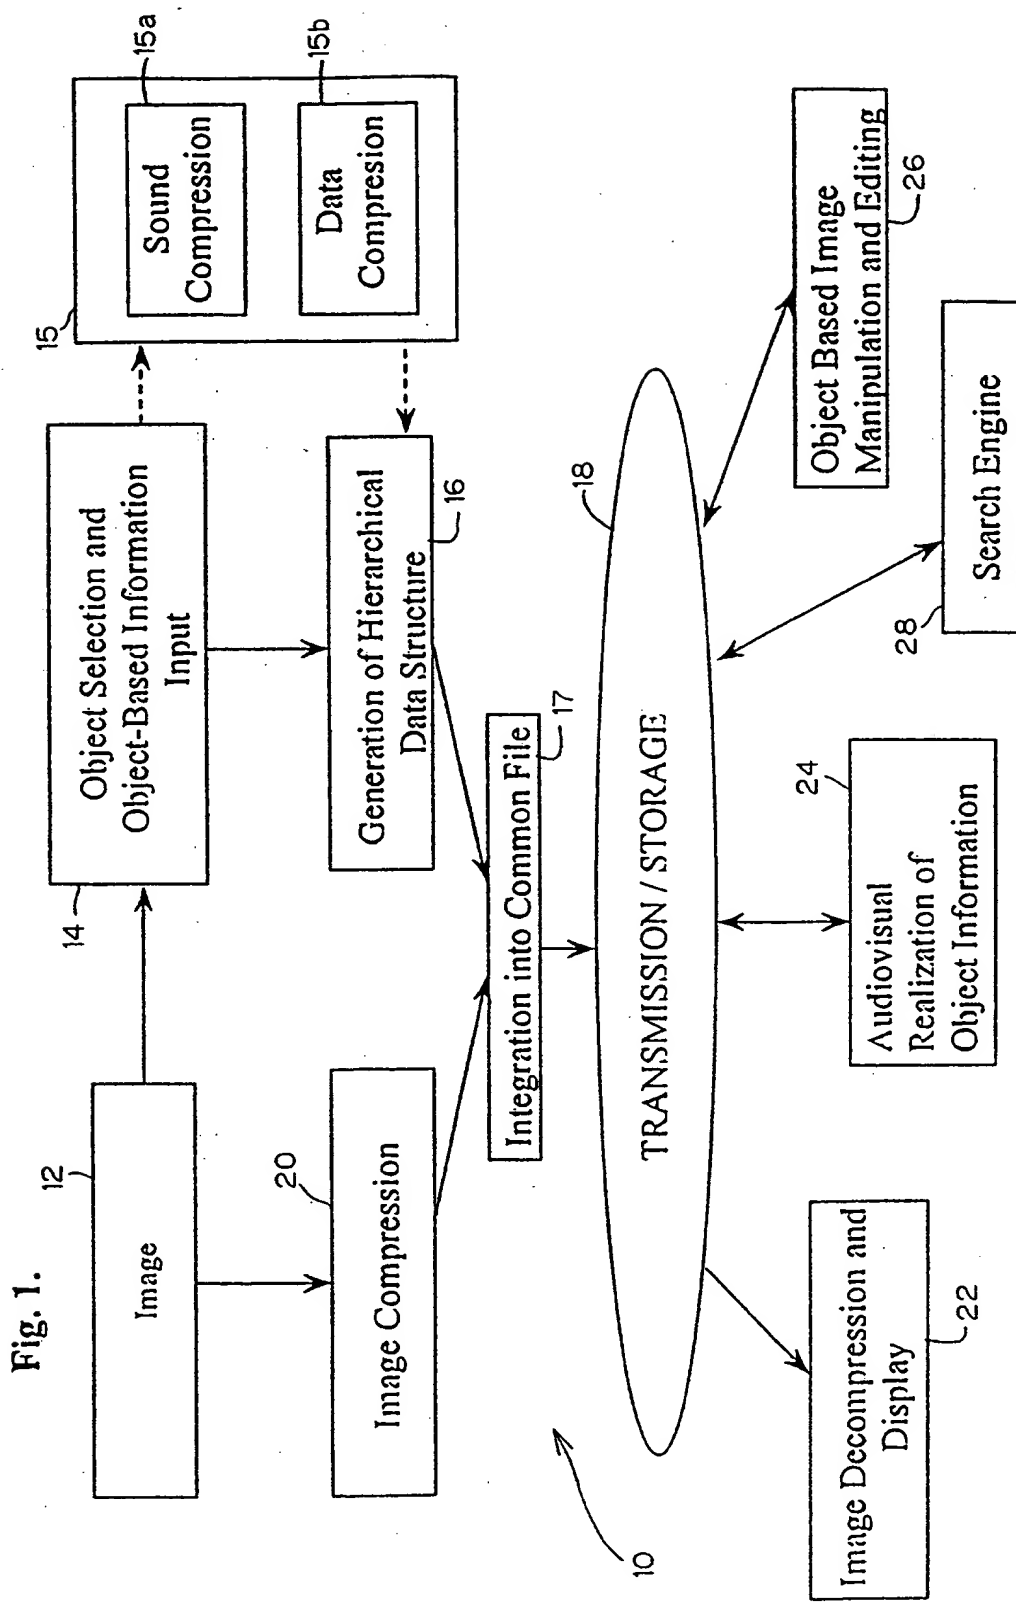 Fig. 1.
12
Image
14
Object Selection and
Object-Based Information
Input
15
15a
Sound
Compression
15b
Data
Compresion
20
Image Compression
Generation of Hierarchical
Data Structure
16
Integration into Common File
17
18
TRANSMISSION / STORAGE
10
Image Decompression and
Display
22
24
Audiovisual
Realization of
Object Information
28
Search Engine
Object Based Image
Manipulation and Editing
26